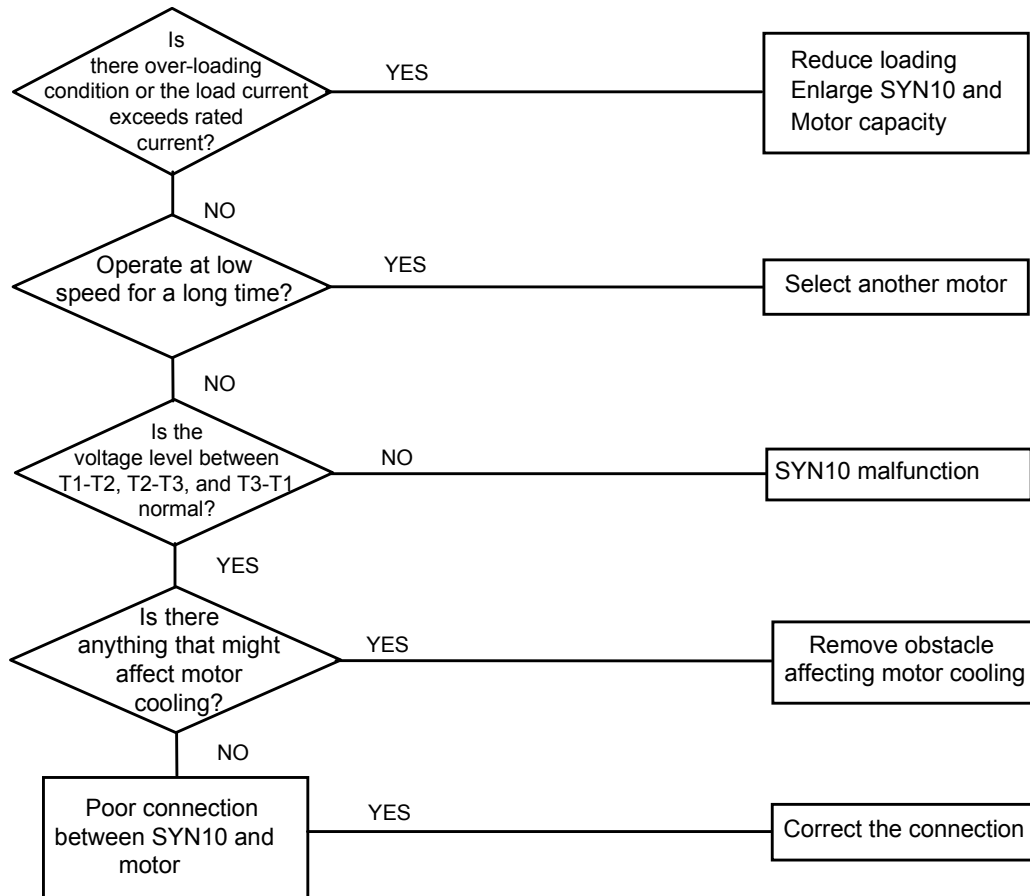 Is
there over-loading
condition or the load current
exceeds rated
current?
YES
Reduce loading
Enlarge SYN10 and
Motor capacity
NO
Operate at low
speed for a long time?
YES
Select another motor
NO
Is the
voltage level between
T1-T2, T2-T3, and T3-T1
normal?
NO
SYN10 malfunction
YES
Is there
anything that might
affect motor
cooling?
YES
Remove obstacle
affecting motor cooling
NO
Poor connection
between SYN10 and
motor
YES
Correct the connection